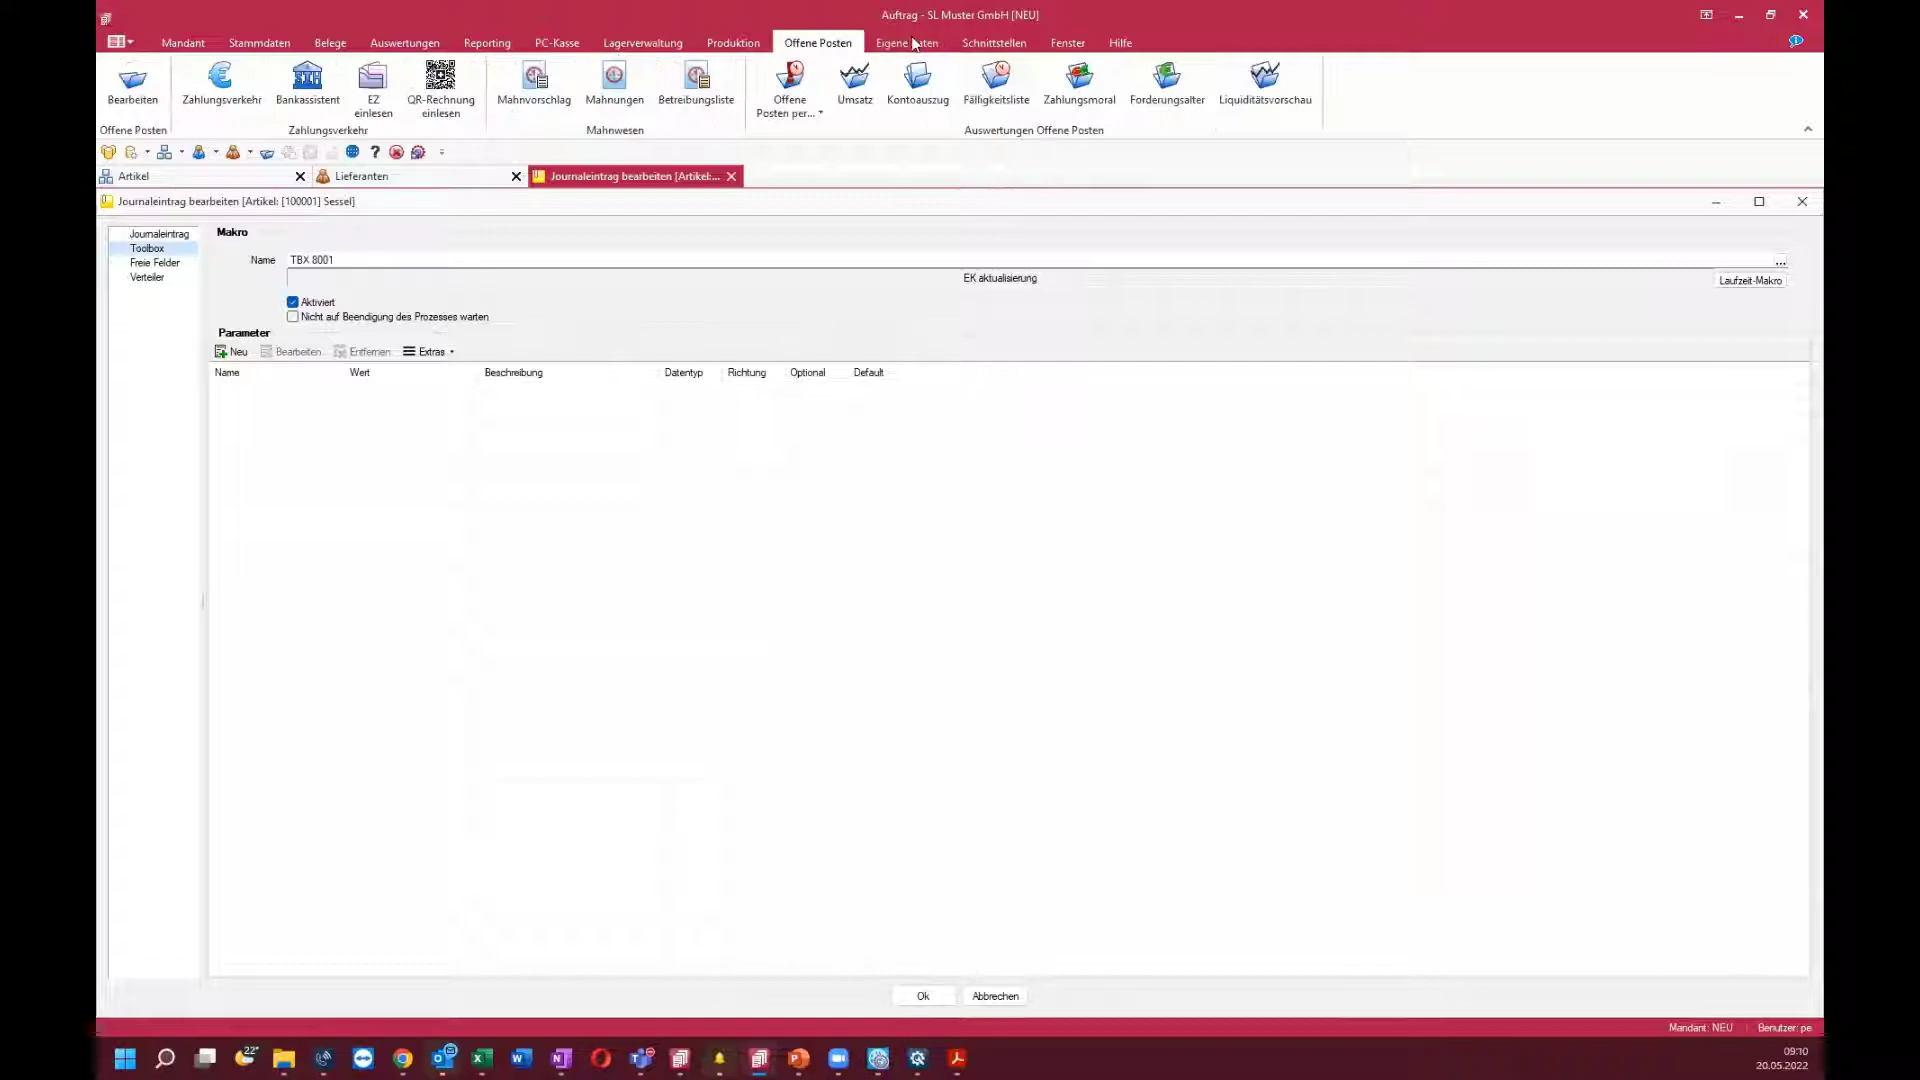 Auftrag - SL Muster GmbH [NEU]
Mandant Stammdaten Belege Auswertungen Reporting PC-Kasse Lagerverwaltung Produktion Offene Posten Eigene Schnittstellen Fenster Hilfe
Bearbeiten Zahlungsverkehr Bankassistent EZ einlesen QR-Rechnung einlesen Mahnvorschlag Mahnungen Betreibungsliste Offene Posten per... Umsatz Kontoauszug Fälligkeitsliste Zahlungsmoral Forderungsalter Liquiditätsvorschau
Offene Posten Zahlungsverkehr Mahnwesen Auswertungen Offene Posten
Artikel Lieferanten Journaleintrag bearbeiten [Artikel:...
Journaleintrag bearbeiten [Artikel: [100001] Sessel]
Journaleintrag
Toolbox
Freie Felder
Verteiler
Makro
Name TBX 8001 ...
EK aktualisierung Laufzeit-Makro
Aktiviert
Nicht auf Beendigung des Prozesses warten
Parameter
Neu Bearbeiten Entfernen Extras
Name Wert Beschreibung Datentyp Richtung Optional Default
Ok Abbrechen
Mandant: NEU Benutzer: pe
22°
09:10
20.05.2022